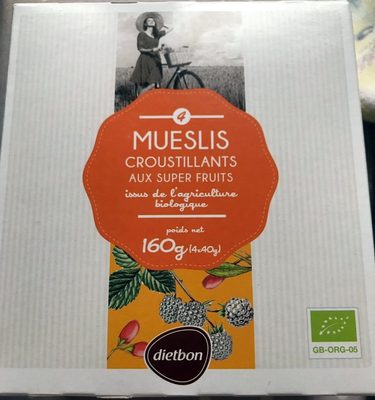 4
MUESLIS
CROUSTILLANTS
AUX SUPER FRUITS
issus de l'agriculture
biologique
poids net
160g (4x40g)
dietbon
GB-ORG-05